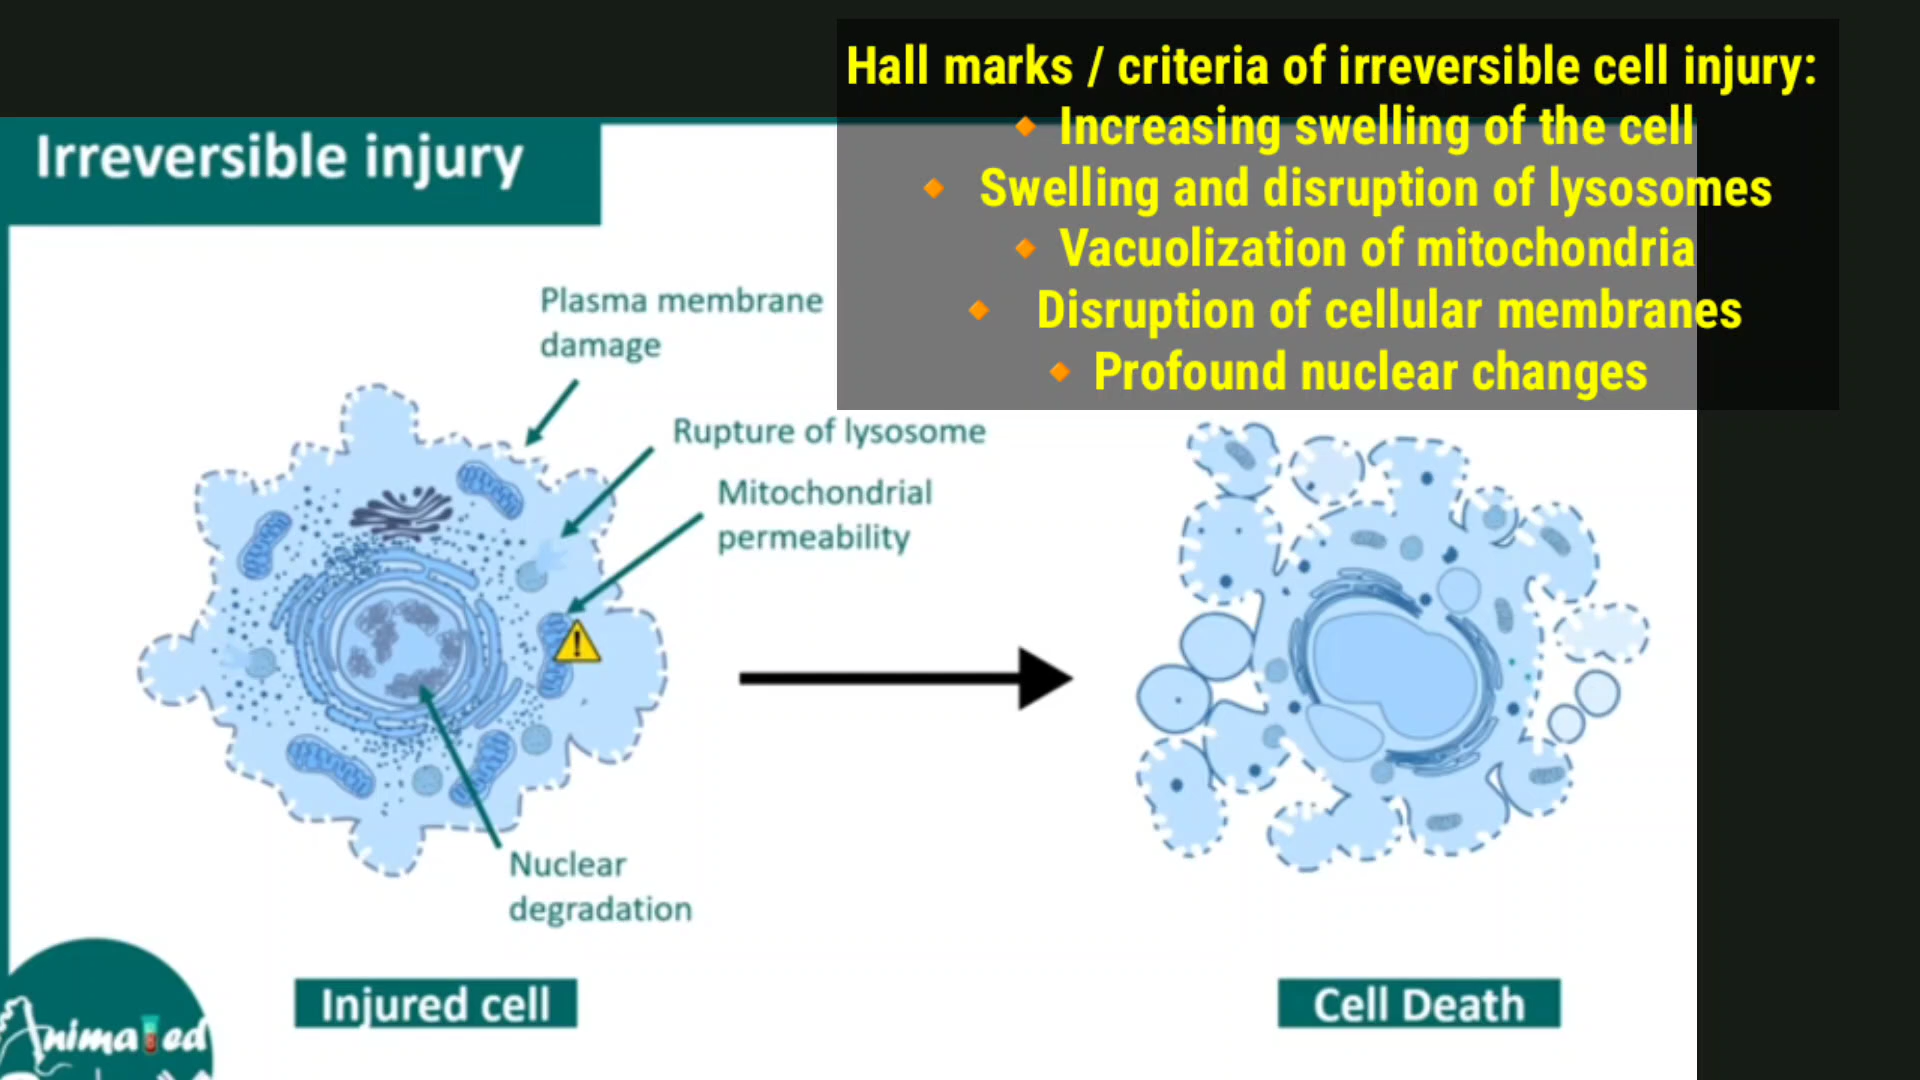 Hall marks / criteria of irreversible cell injury:
🔸 Increasing swelling of the cell
🔸 Swelling and disruption of lysosomes
🔸 Vacuolization of mitochondria
🔸 Disruption of cellular membranes
🔸 Profound nuclear changes
Irreversible injury
Plasma membrane
damage
Rupture of lysosome
Mitochondrial
permeability
Nuclear
degradation
Injured cell
Cell Death
Animated